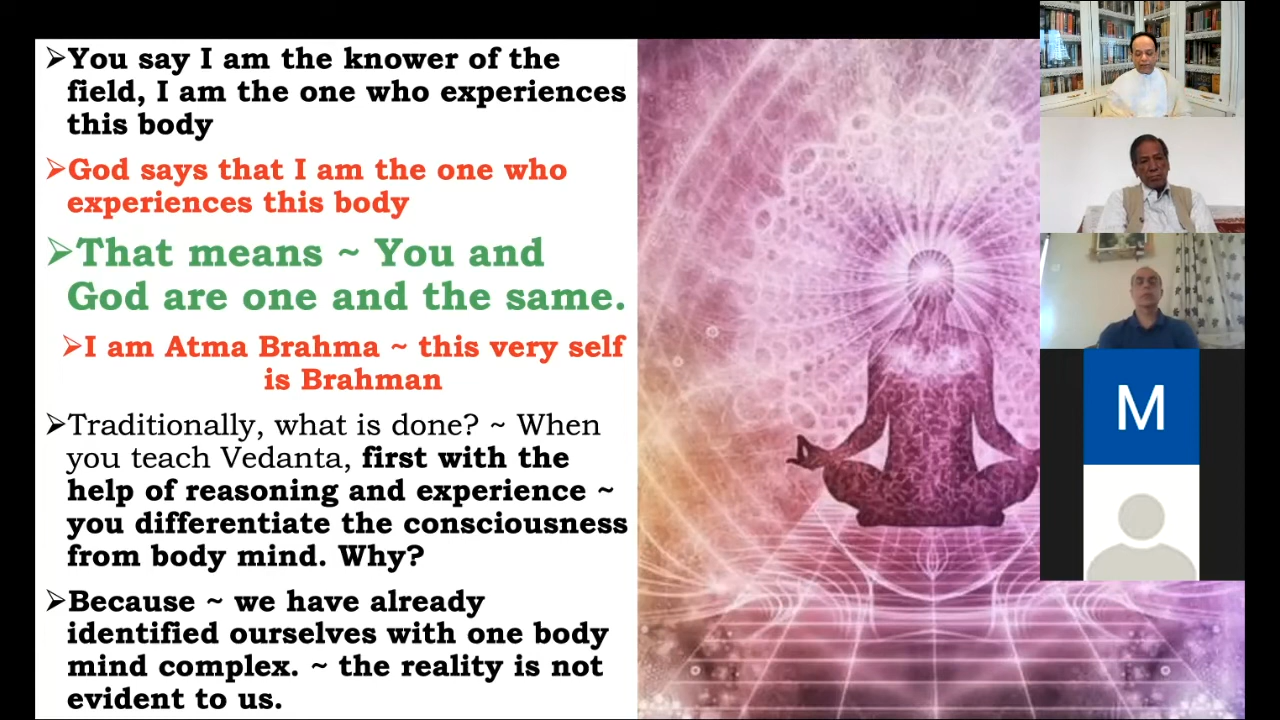 ➢You say I am the knower of the
field, I am the one who experiences
this body
➢God says that I am the one who
experiences this body
➢That means ~ You and
God are one and the same.
➢I am Atma Brahma ~ this very self
is Brahman
➢Traditionally, what is done? ~ When
you teach Vedanta, first with the
help of reasoning and experience ~
you differentiate the consciousness
from body mind. Why?
➢Because ~ we have already
identified ourselves with one body
mind complex. ~ the reality is not
evident to us.
M